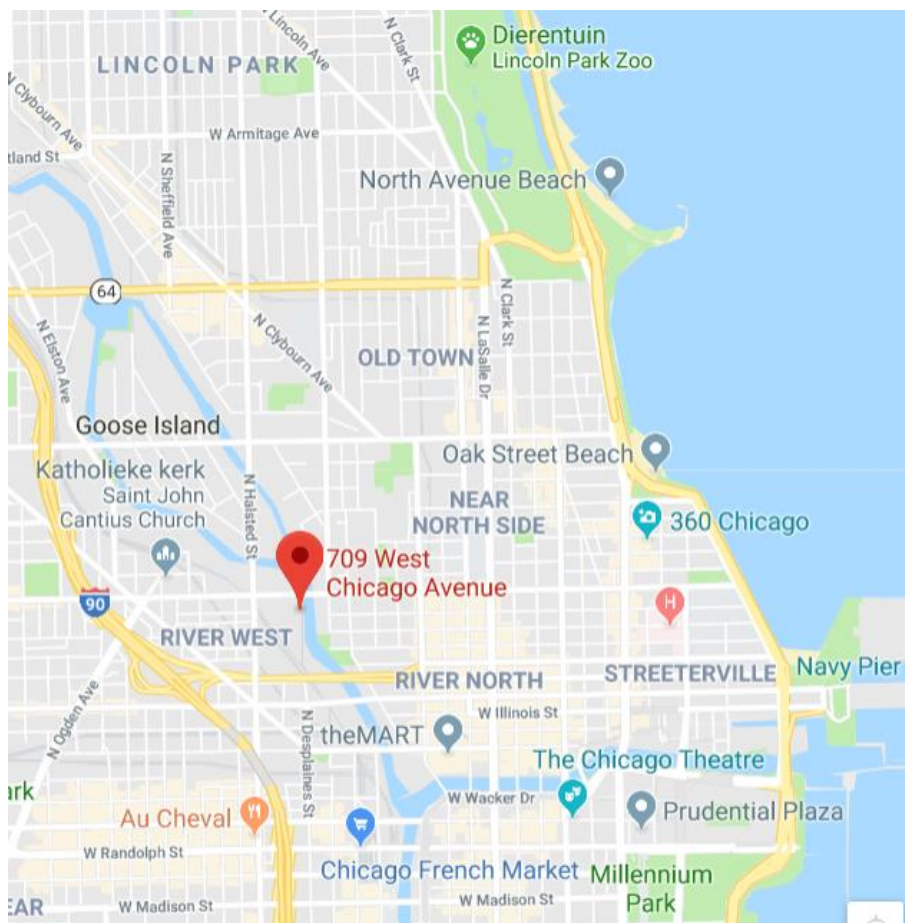 Dierentuin
Lincoln Park Zoo
N Lincoln Ave
N Clark St
LINCOLN PARK
N Clybourn Ave
W Armitage Ave
tland St
N Sheffield Ave
North Avenue Beach
64
N Clark St
N Elston Ave
N Clybourn Ave
N LaSalle Dr
OLD TOWN
Goose Island
Oak Street Beach
Katholieke kerk
Saint John
Cantius Church
N Halsted St
NEAR
NORTH SIDE
360 Chicago
709 West
Chicago Avenue
90
H
RIVER WEST
STREETERVILLE
Navy Pier
RIVER NORTH
N Ogden Ave
W Illinois St
N Desplaines St
theMART
The Chicago Theatre
ark
W Wacker Dr
Au Cheval
Prudential Plaza
W Randolph St
Chicago French Market
Millennium
Park
EAR
W Madison St
W Madison St